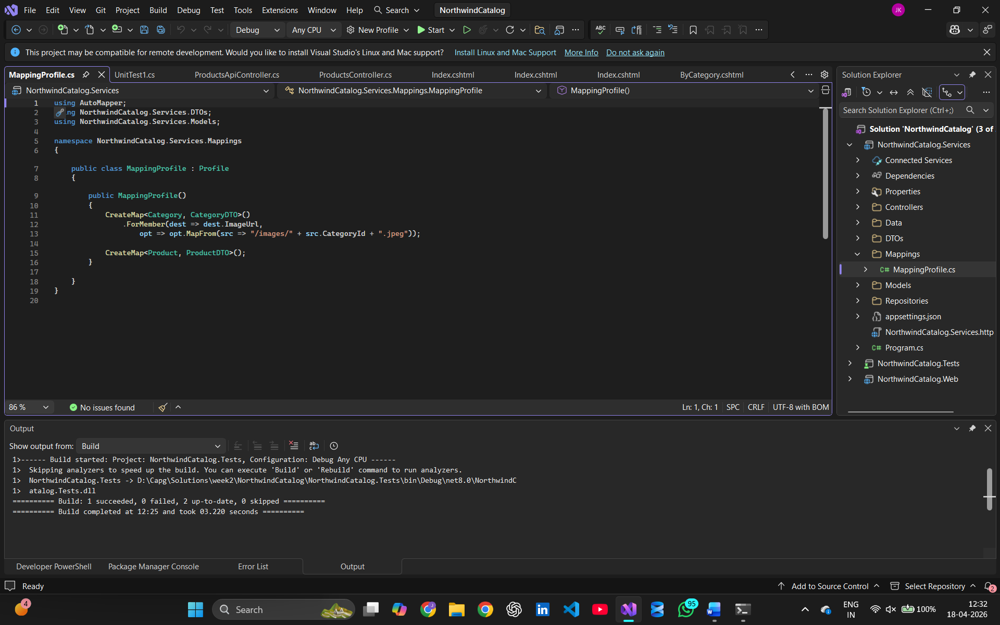 File Edit View Git Project Build Debug Test Tools Extensions Window Help Search NorthwindCatalog JK
Debug Any CPU New Profile Start ABC
This project may be compatible for remote development. Would you like to install Visual Studio's Linux and Mac support? Install Linux and Mac Support More Info Do not ask again
MappingProfile.cs UnitTest1.cs ProductsApiController.cs ProductsController.cs Index.cshtml Index.cshtml Index.cshtml ByCategory.cshtml
NorthwindCatalog.Services NorthwindCatalog.Services.Mappings.MappingProfile MappingProfile()
1 using AutoMapper;
2 ng NorthwindCatalog.Services.DTOs;
3 using NorthwindCatalog.Services.Models;
4
5 namespace NorthwindCatalog.Services.Mappings
6 {
7 public class MappingProfile : Profile
8 {
9 public MappingProfile()
10 {
11 CreateMap<Category, CategoryDTO>()
12 .ForMember(dest => dest.ImageUrl,
13 opt => opt.MapFrom(src => "/images/" + src.CategoryId + ".jpeg"));
14
15 CreateMap<Product, ProductDTO>();
16 }
17
18 }
19 }
20
86 % No issues found Ln: 1, Ch: 1 SPC CRLF UTF-8 with BOM
Solution Explorer
Search Solution Explorer (Ctrl+;)
Solution 'NorthwindCatalog' (3 of
NorthwindCatalog.Services
Connected Services
Dependencies
Properties
Controllers
Data
DTOs
Mappings
C# MappingProfile.cs
Models
Repositories
appsettings.json
NorthwindCatalog.Services.http
C# Program.cs
NorthwindCatalog.Tests
NorthwindCatalog.Web
Output
Show output from: Build
1>------ Build started: Project: NorthwindCatalog.Tests, Configuration: Debug Any CPU ------
1> Skipping analyzers to speed up the build. You can execute 'Build' or 'Rebuild' command to run analyzers.
1> NorthwindCatalog.Tests -> D:\Capg\Solutions\week2\NorthwindCatalog\NorthwindCatalog.Tests\bin\Debug\net8.0\NorthwindC
1> atalog.Tests.dll
========== Build: 1 succeeded, 0 failed, 2 up-to-date, 0 skipped ==========
========== Build completed at 12:25 and took 03.220 seconds ==========
Developer PowerShell Package Manager Console Error List Output
Ready Add to Source Control Select Repository 2
4 Search 95 ENG 100% 12:32
IN 18-04-2026